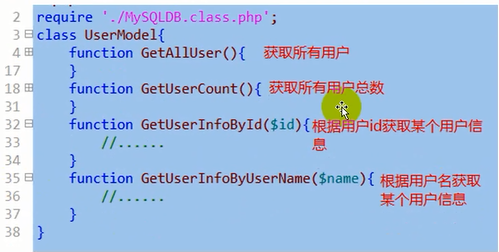 2 require './MySQLDB.class.php';
3 class UserModel{
4 function GetAllUser(){ 获取所有用户
17 }
18 function GetUserCount(){ 获取所有用户总数
31 }
32 function GetUserInfoById($id){ 根据用户id获取某个用户信
33 //...... 息
34 }
35 function GetUserInfoByUserName($name){ 根据用户名获取
36 //...... 某个用户信息
37 }
38 }